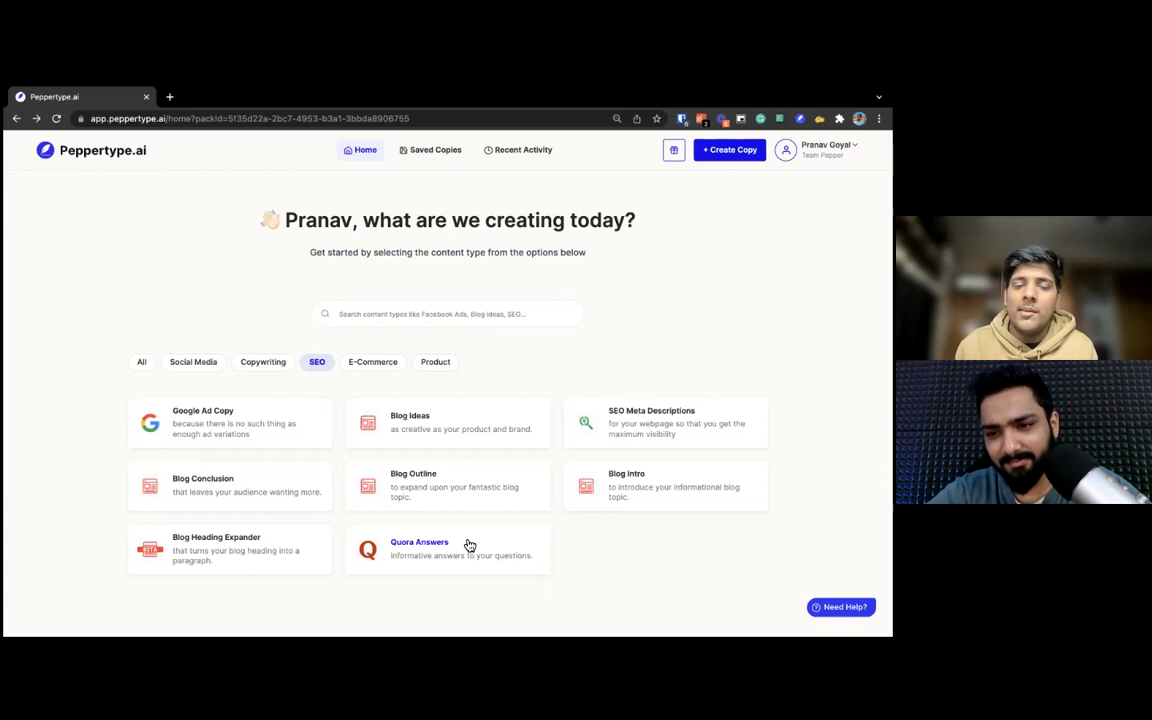 Peppertype.ai
app.peppertype.ai/home?packId=5f35d22a-2bc7-4953-b3a1-3bbda8906755
Peppertype.ai
Home
Saved Copies
Recent Activity
+ Create Copy
Pranav Goyal
Team Pepper
Pranav, what are we creating today?
Get started by selecting the content type from the options below
Search content types like Facebook Ads, Blog ideas, SEO...
All
Social Media
Copywriting
SEO
E-Commerce
Product
Google Ad Copy
because there is no such thing as
enough ad variations
Blog Ideas
as creative as your product and brand.
SEO Meta Descriptions
for your webpage so that you get the
maximum visibility
Blog Conclusion
that leaves your audience wanting more.
Blog Outline
to expand upon your fantastic blog
topic.
Blog Intro
to introduce your informational blog
topic.
BETA
Blog Heading Expander
that turns your blog heading into a
paragraph.
Quora Answers
informative answers to your questions.
Need Help?